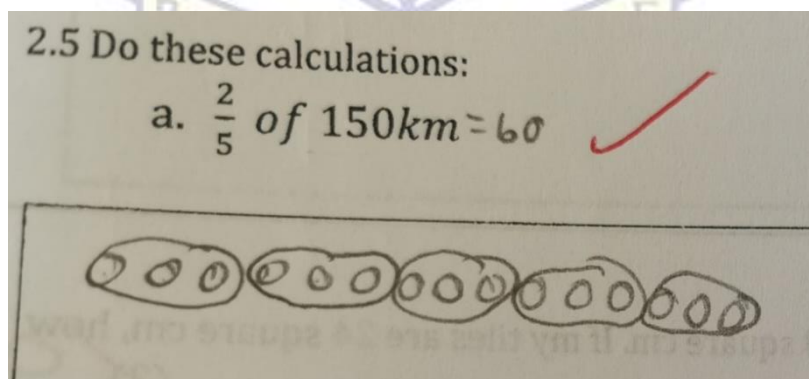 2.5 Do these calculations:
a. 2/5 of 150km = 60